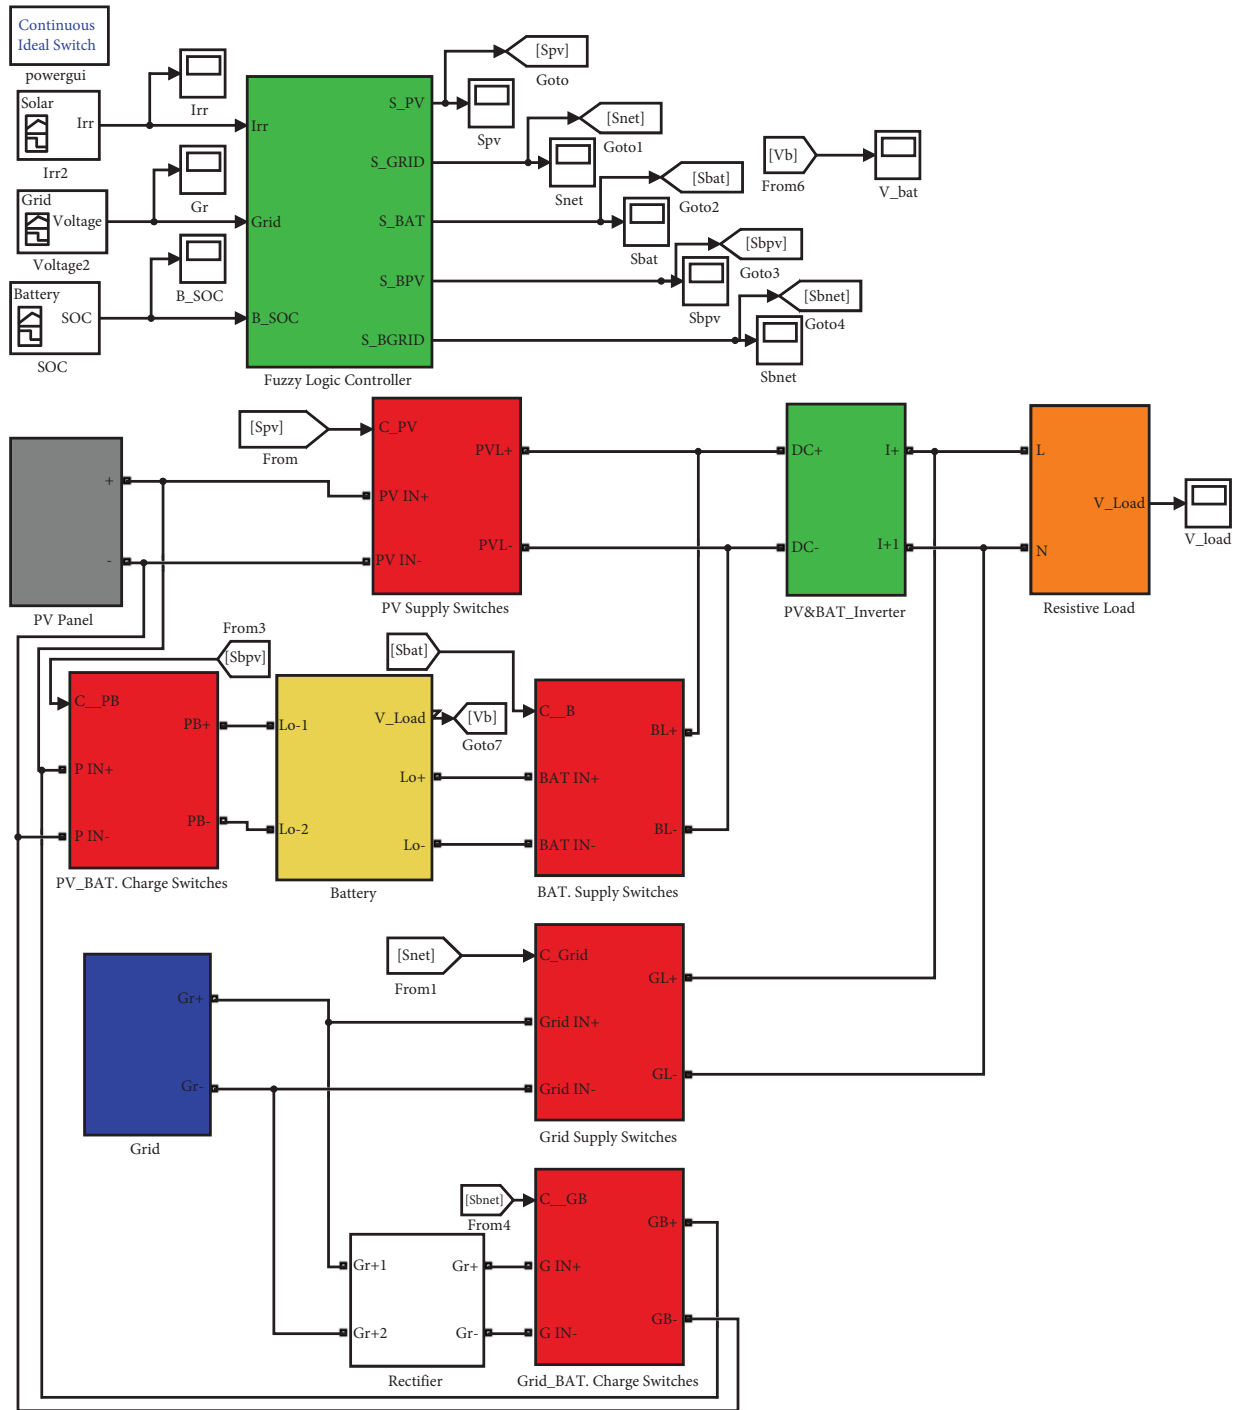 Continuous
Ideal Switch
powergui
Solar
Irr
Irr2
Irr
Grid
Voltage
Voltage2
Gr
Battery
SOC
SOC
B_SOC
Irr
Grid
B_SOC
S_PV
S_GRID
S_BAT
S_BPV
S_BGRID
Fuzzy Logic Controller
[Spv]
Goto
Spv
[Snet]
Goto1
Snet
[Sbat]
Goto2
Sbat
[Sbpv]
Goto3
Sbpv
[Sbnet]
Goto4
Sbnet
[Vb]
From6
V_bat
+
-
PV Panel
[Spv]
From
C_PV
PV IN+
PV IN-
PVL+
PVL-
PV Supply Switches
DC+
DC-
I+
I+1
PV&BAT_Inverter
L
N
V_Load
Resistive Load
V_load
From3
[Sbpv]
C__PB
P IN+
P IN-
PB+
PB-
PV_BAT. Charge Switches
Lo-1
Lo-2
V_Load
Lo+
Lo-
Battery
[Vb]
Goto7
[Sbat]
C__B
BAT IN+
BAT IN-
BL+
BL-
BAT. Supply Switches
Gr+
Gr-
Grid
[Snet]
From1
C_Grid
Grid IN+
Grid IN-
GL+
GL-
Grid Supply Switches
Gr+1
Gr+2
Gr+
Gr-
Rectifier
[Sbnet]
From4
C__GB
G IN+
G IN-
GB+
GB-
Grid_BAT. Charge Switches